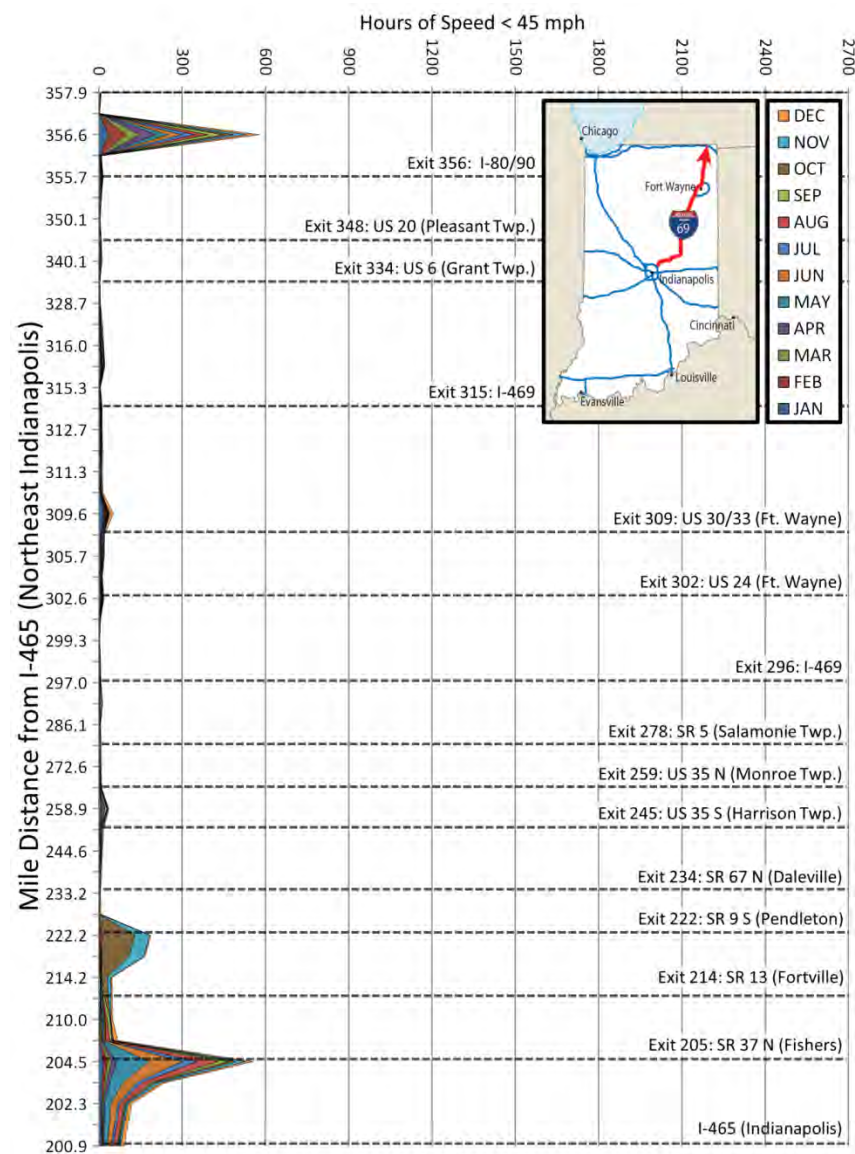 Hours of Speed < 45 mph
0
300
600
900
1200
1500
1800
2100
2400
2700
Mile Distance from I-465 (Northeast Indianapolis)
357.9
356.6
355.7
350.1
340.1
328.7
316.0
315.3
312.7
311.3
309.6
305.7
302.6
299.3
297.0
286.1
272.6
258.9
244.6
233.2
222.2
214.2
210.0
204.5
202.3
200.9
Exit 356: I-80/90
Exit 348: US 20 (Pleasant Twp.)
Exit 334: US 6 (Grant Twp.)
Exit 315: I-469
Exit 309: US 30/33 (Ft. Wayne)
Exit 302: US 24 (Ft. Wayne)
Exit 296: I-469
Exit 278: SR 5 (Salamonie Twp.)
Exit 259: US 35 N (Monroe Twp.)
Exit 245: US 35 S (Harrison Twp.)
Exit 234: SR 67 N (Daleville)
Exit 222: SR 9 S (Pendleton)
Exit 214: SR 13 (Fortville)
Exit 205: SR 37 N (Fishers)
I-465 (Indianapolis)
Chicago
Fort Wayne
69
Indianapolis
Cincinnati
Louisville
Evansville
DEC
NOV
OCT
SEP
AUG
JUL
JUN
MAY
APR
MAR
FEB
JAN